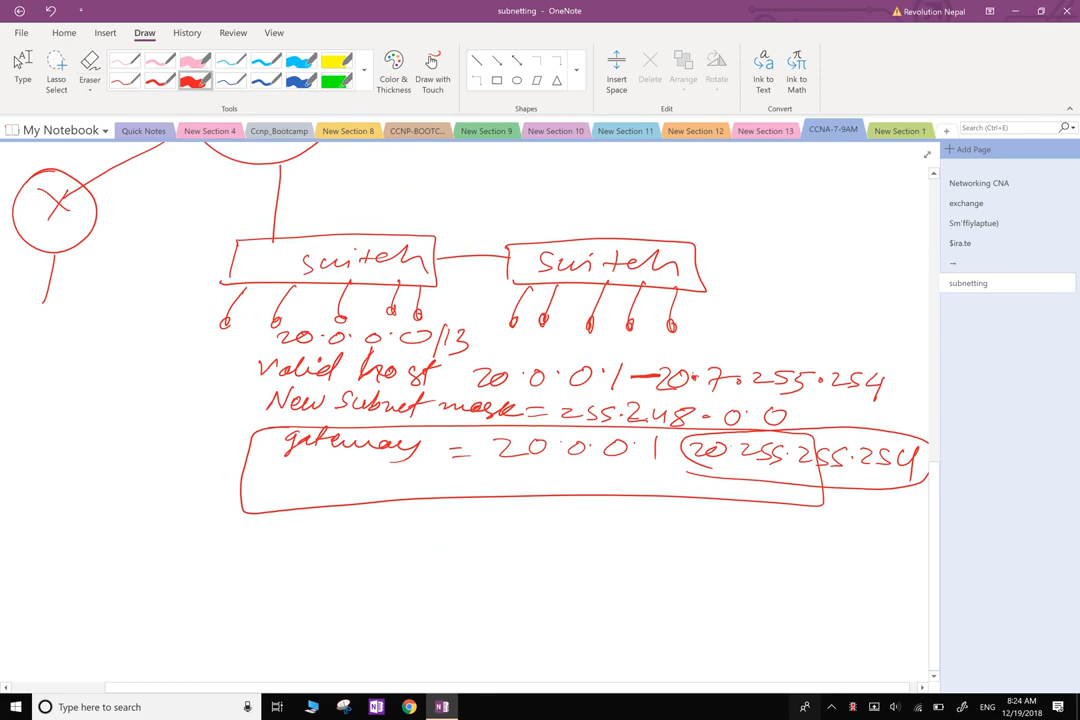 subnetting - OneNote
Revolution Nepal
File Home Insert Draw History Review View
Type
Lasso Select
Eraser
Color & Thickness
Draw with Touch
Insert Space
Delete
Arrange
Rotate
Ink to Text
Ink to Math
Tools
Shapes
Edit
Convert
My Notebook
Quick Notes
New Section 4
Ccnp_Bootcamp
New Section 8
CCNP-BOOTC...
New Section 9
New Section 10
New Section 11
New Section 12
New Section 13
CCNA-7-9AM
New Section 1
Search (Ctrl+E)
Add Page
Networking CNA
exchange
Sm'ffiylaptue)
$ira.te
subnetting
switch
switch
20.0.0.0/13
Valid host 20.0.0.1-20.7.255.254
New Subnet mask = 255.248.0.0
gateway = 20.0.0.1 20.255.255.254
Type here to search
ENG
8:24 AM
12/19/2018